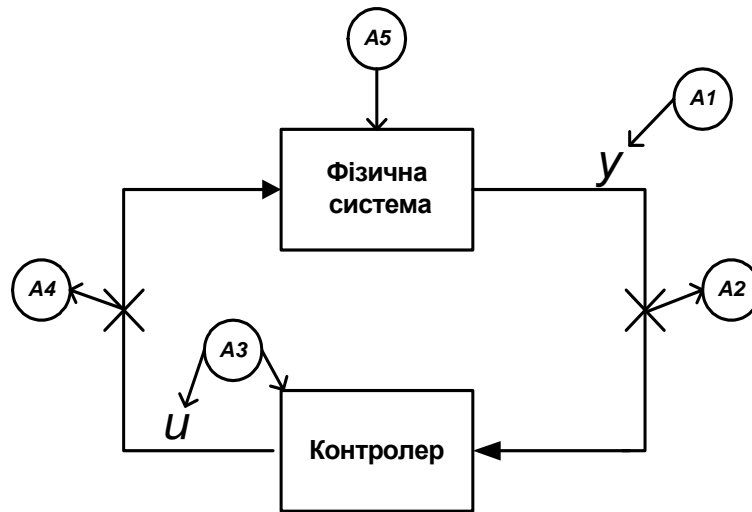 A5
A1
Фізична
система
y
A4
A2
A3
u
Контролер